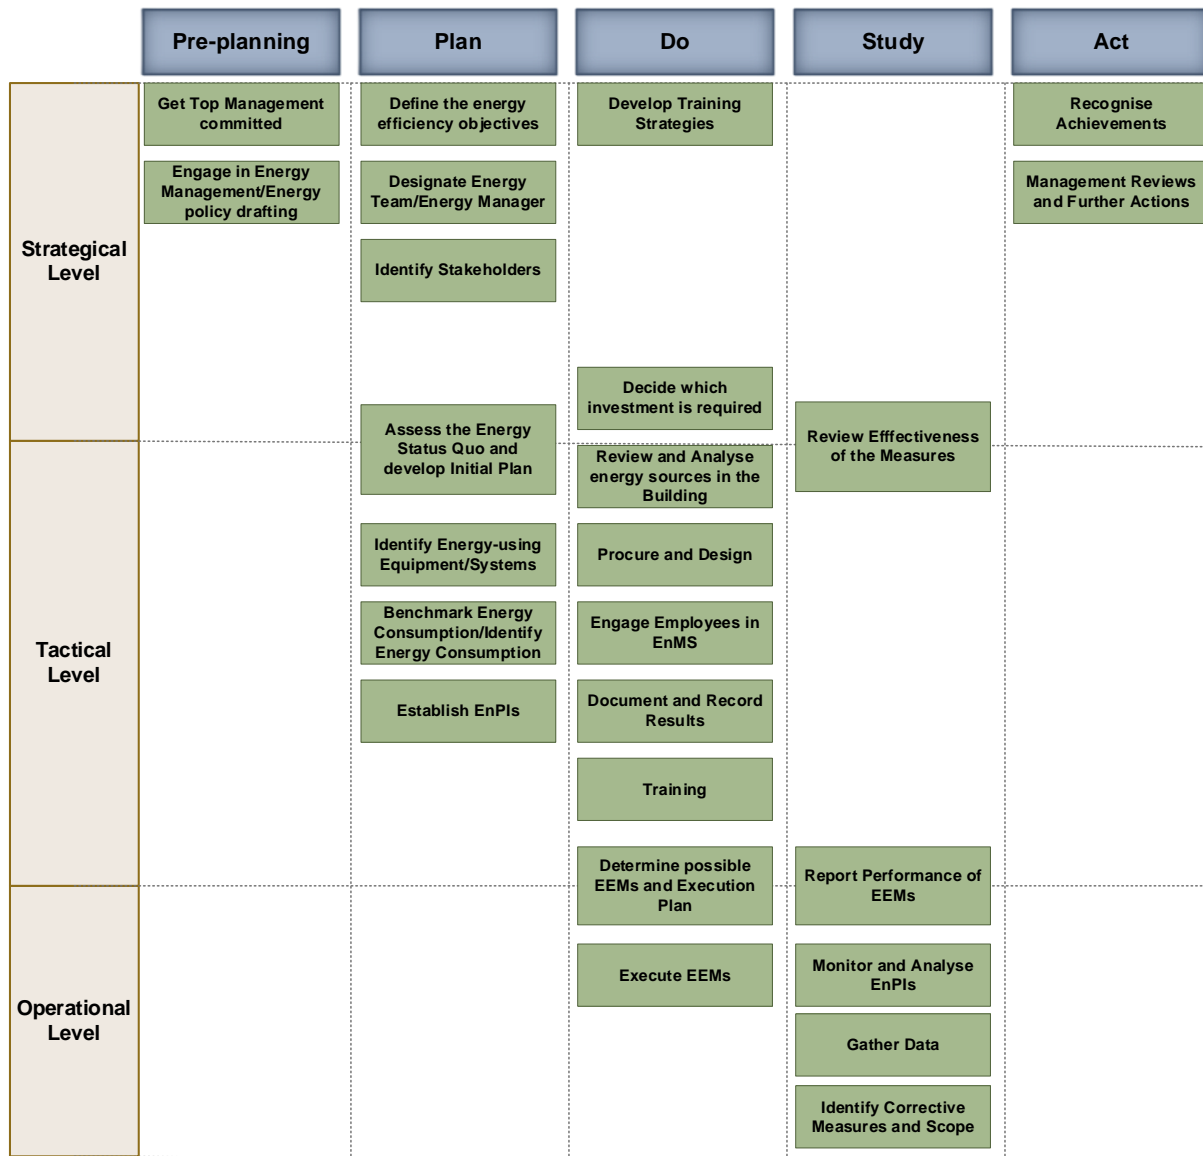 Pre-planning
Plan
Do
Study
Act
Strategical
Level
Get Top Management
committed
Engage in Energy
Management/Energy
policy drafting
Define the energy
efficiency objectives
Designate Energy
Team/Energy Manager
Identify Stakeholders
Develop Training
Strategies
Decide which
investment is required
Recognise
Achievements
Management Reviews
and Further Actions
Assess the Energy
Status Quo and
develop Initial Plan
Review Efffectiveness
of the Measures
Tactical
Level
Identify Energy-using
Equipment/Systems
Benchmark Energy
Consumption/Identify
Energy Consumption
Establish EnPIs
Review and Analyse
energy sources in the
Building
Procure and Design
Engage Employees in
EnMS
Document and Record
Results
Training
Determine possible
EEMs and Execution
Plan
Report Performance of
EEMs
Operational
Level
Execute EEMs
Monitor and Analyse
EnPIs
Gather Data
Identify Corrective
Measures and Scope